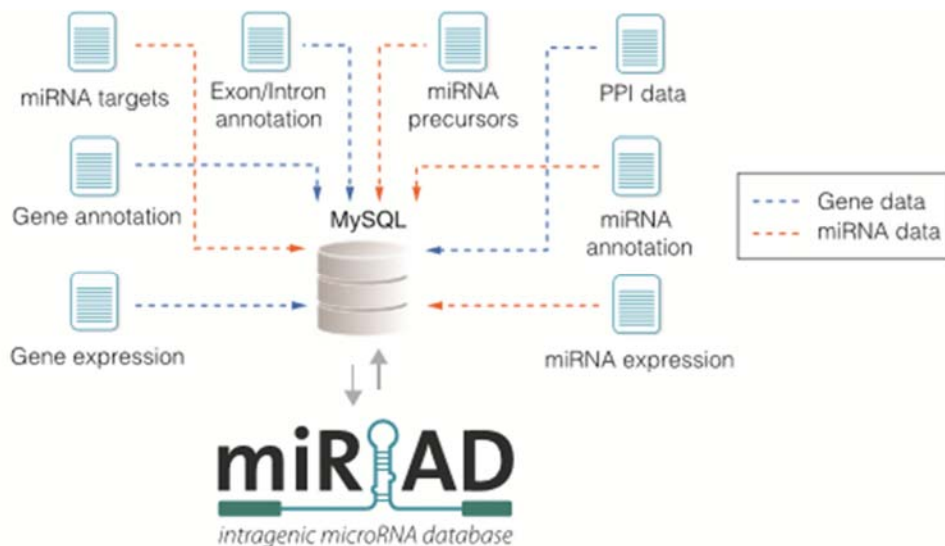 miRNA targets
Exon/Intron
annotation
miRNA
precursors
PPI data
Gene annotation
MySQL
miRNA
annotation
Gene data
miRNA data
Gene expression
miRNA expression
miRIAD
intragenic microRNA database